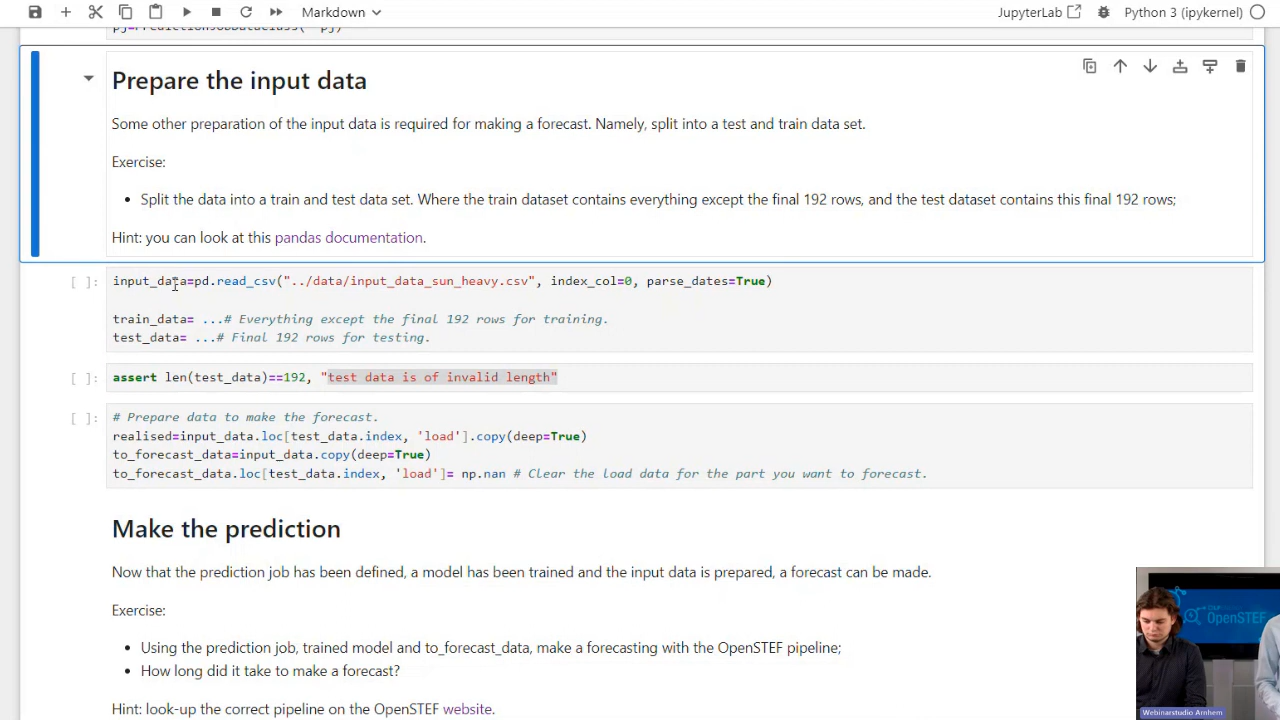 Markdown
JupyterLab
Python 3 (ipykernel)
Prepare the input data
Some other preparation of the input data is required for making a forecast. Namely, split into a test and train data set.
Exercise:
• Split the data into a train and test data set. Where the train dataset contains everything except the final 192 rows, and the test dataset contains this final 192 rows;
Hint: you can look at this pandas documentation.
[ ]: input_data=pd.read_csv("../data/input_data_sun_heavy.csv", index_col=0, parse_dates=True)
train_data= ...# Everything except the final 192 rows for training.
test_data= ...# Final 192 rows for testing.
[ ]: assert len(test_data)==192, "test data is of invalid length"
[ ]: # Prepare data to make the forecast.
realised=input_data.loc[test_data.index, 'load'].copy(deep=True)
to_forecast_data=input_data.copy(deep=True)
to_forecast_data.loc[test_data.index, 'load']= np.nan # Clear the load data for the part you want to forecast.
Make the prediction
Now that the prediction job has been defined, a model has been trained and the input data is prepared, a forecast can be made.
Exercise:
• Using the prediction job, trained model and to_forecast_data, make a forecasting with the OpenSTEF pipeline;
• How long did it take to make a forecast?
Hint: look-up the correct pipeline on the OpenSTEF website.
OpenSTEF
Webinarstudio Arnhem